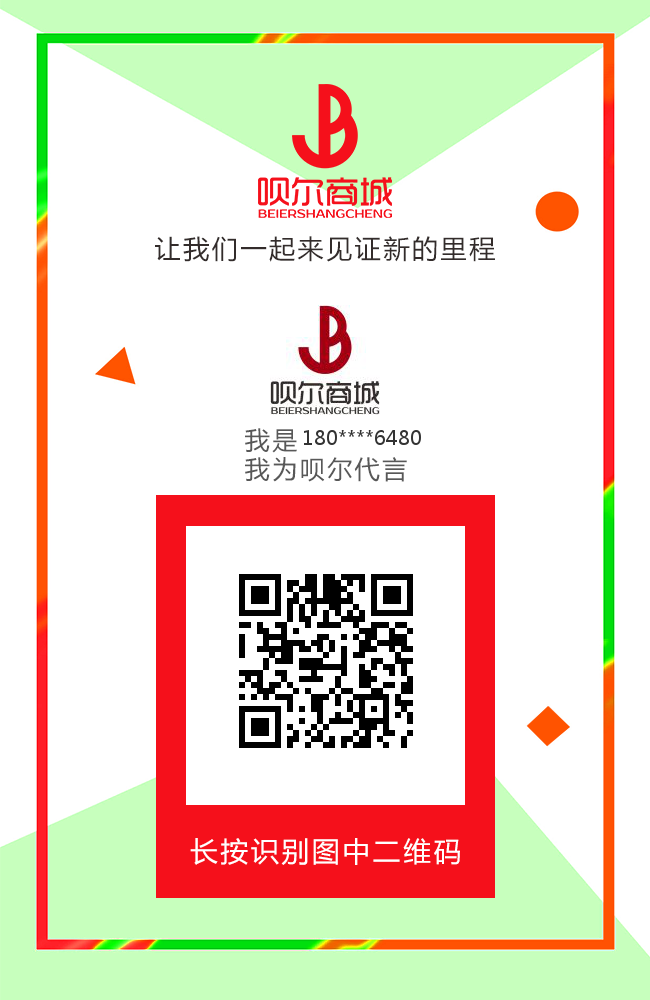 呗尔商城
BEIERSHANGCHENG
让我们一起来见证新的里程
呗尔商城
BEIERSHANGCHENG
我是 180****6480
我为呗尔代言
长按识别图中二维码